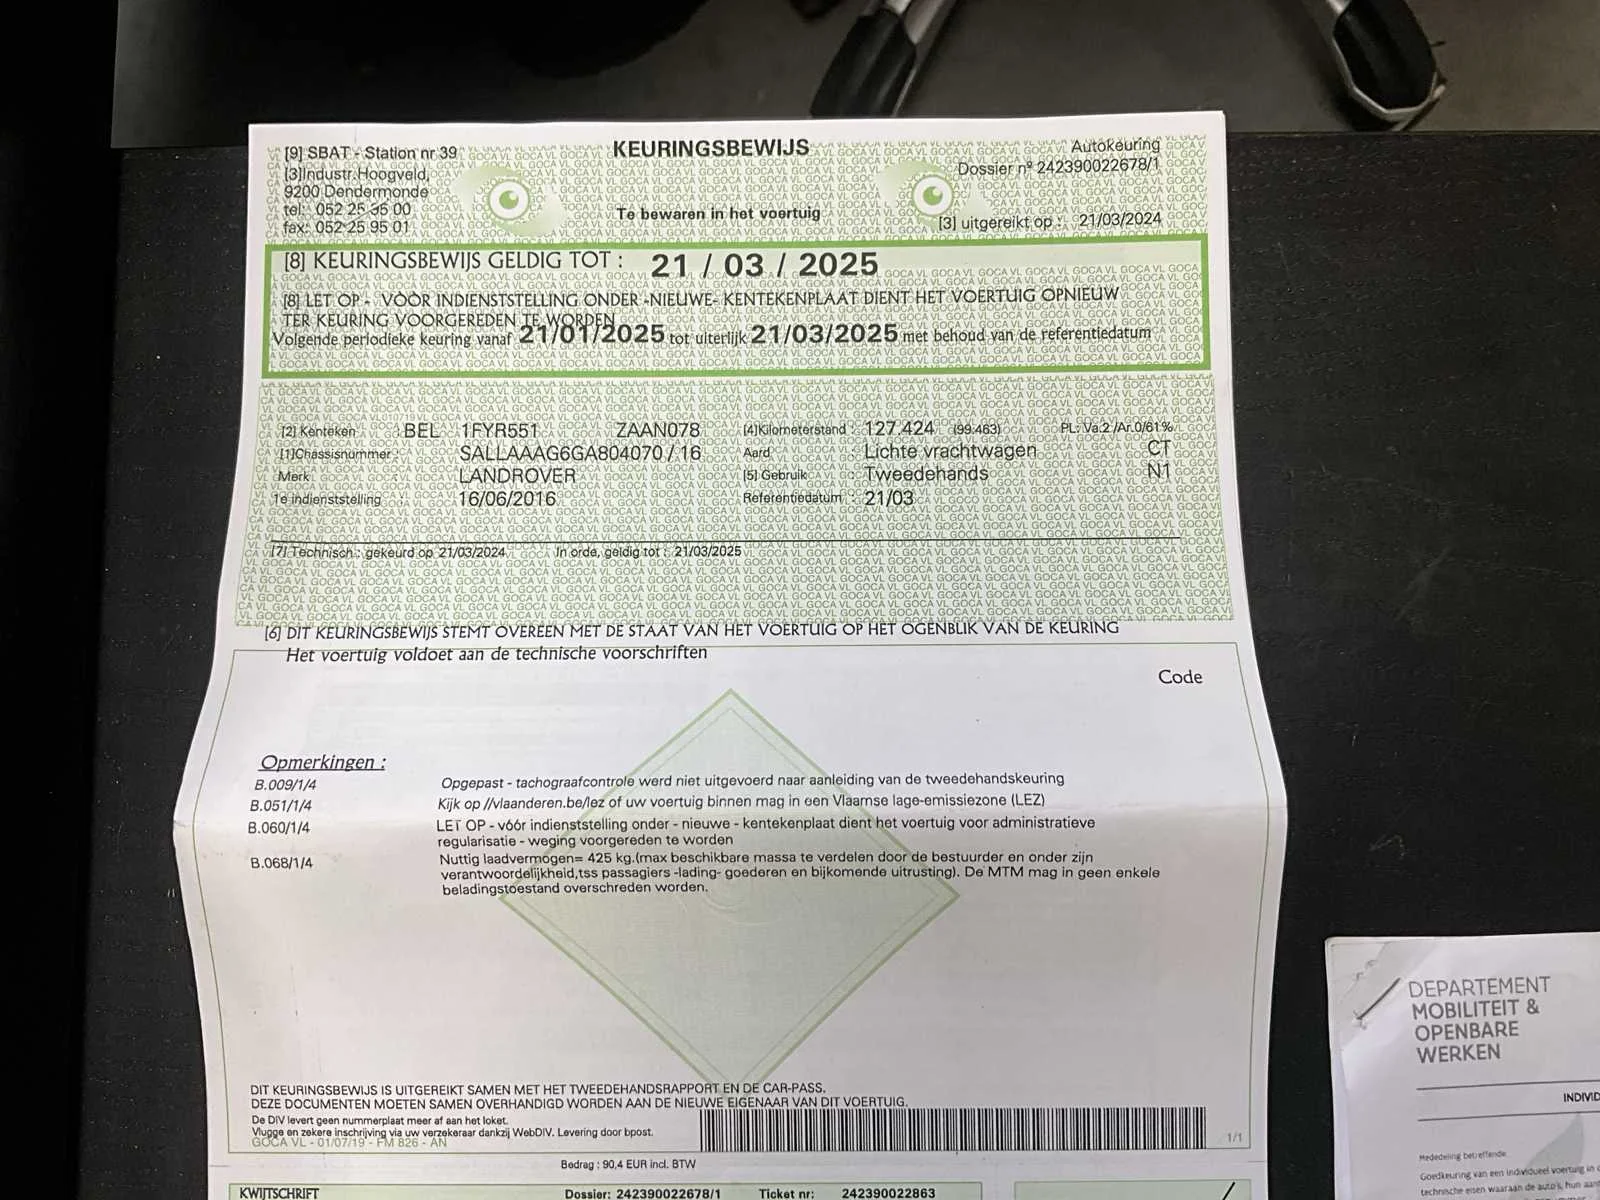 [9] SBAT - Station nr 39
KEURINGSBEWIJS
Autokeuring
[3]Industr.Hoogveld,
Dossier nº 242390022678/1
9200 Dendermonde
tel: 052 25 95 00
Te bewaren in het voertuig
fax: 052 25 95 01
[3] uitgereikt op : 21/03/2024
[8] KEURINGSBEWIJS GELDIG TOT : 21 / 03 / 2025
[8] LET OP - VÓÓR INDIENSTSTELLING ONDER -NIEUWE- KENTEKENPLAAT DIENT HET VOERTUIG OPNIEUW
TER KEURING VOORGEREDEN TE WORDEN
Volgende periodieke keuring vanaf 21/01/2025 tot uiterlijk 21/03/2025 met behoud van de referentiedatum
[2] Kenteken : BEL 1FYR551 ZAAN078 [4]Kilometerstand : 127.424 (99.463) PL: Va.2 /Ar.0/61%
[1]Chassisnummer : SALLAAAG6GA804070 / 16 Aard : Lichte vrachtwagen CT
Merk : LANDROVER [5] Gebruik : Tweedehands N1
1e indienststelling : 16/06/2016 Referentiedatum : 21/03
[7] Technisch : gekeurd op 21/03/2024 In orde, geldig tot : 21/03/2025
[6] DIT KEURINGSBEWIJS STEMT OVEREEN MET DE STAAT VAN HET VOERTUIG OP HET OGENBLIK VAN DE KEURING
Het voertuig voldoet aan de technische voorschriften
Code
Opmerkingen :
B.009/1/4 Opgepast - tachograafcontrole werd niet uitgevoerd naar aanleiding van de tweedehandskeuring
B.051/1/4 Kijk op //vlaanderen.be/lez of uw voertuig binnen mag in een Vlaamse lage-emissiezone (LEZ)
B.060/1/4 LET OP - vóór indienststelling onder - nieuwe - kentekenplaat dient het voertuig voor administratieve
regularisatie - weging voorgereden te worden
B.068/1/4 Nuttig laadvermogen= 425 kg.(max beschikbare massa te verdelen door de bestuurder en onder zijn
verantwoordelijkheid,tss passagiers -lading- goederen en bijkomende uitrusting). De MTM mag in geen enkele
beladingstoestand overschreden worden.
DIT KEURINGSBEWIJS IS UITGEREIKT SAMEN MET HET TWEEDEHANDSRAPPORT EN DE CAR-PASS.
DEZE DOCUMENTEN MOETEN SAMEN OVERHANDIGD WORDEN AAN DE NIEUWE EIGENAAR VAN DIT VOERTUIG.
De DIV levert geen nummerplaat meer af aan het loket.
Vlugge en zekere inschrijving via uw verzekeraar dankzij WebDIV. Levering door bpost.
GOCA VL - 01/07/19 - FM 826 - AN
1/1
Bedrag : 90,4 EUR incl. BTW
KWIJTSCHRIFT Dossier: 242390022678/1 Ticket nr: 242390022863
DEPARTEMENT
MOBILITEIT &
OPENBARE
WERKEN
INDIVID
Mededeling betreffende
Goedkeuring van een individueel voertuig in
technische eisen waaraan de auto's, hun